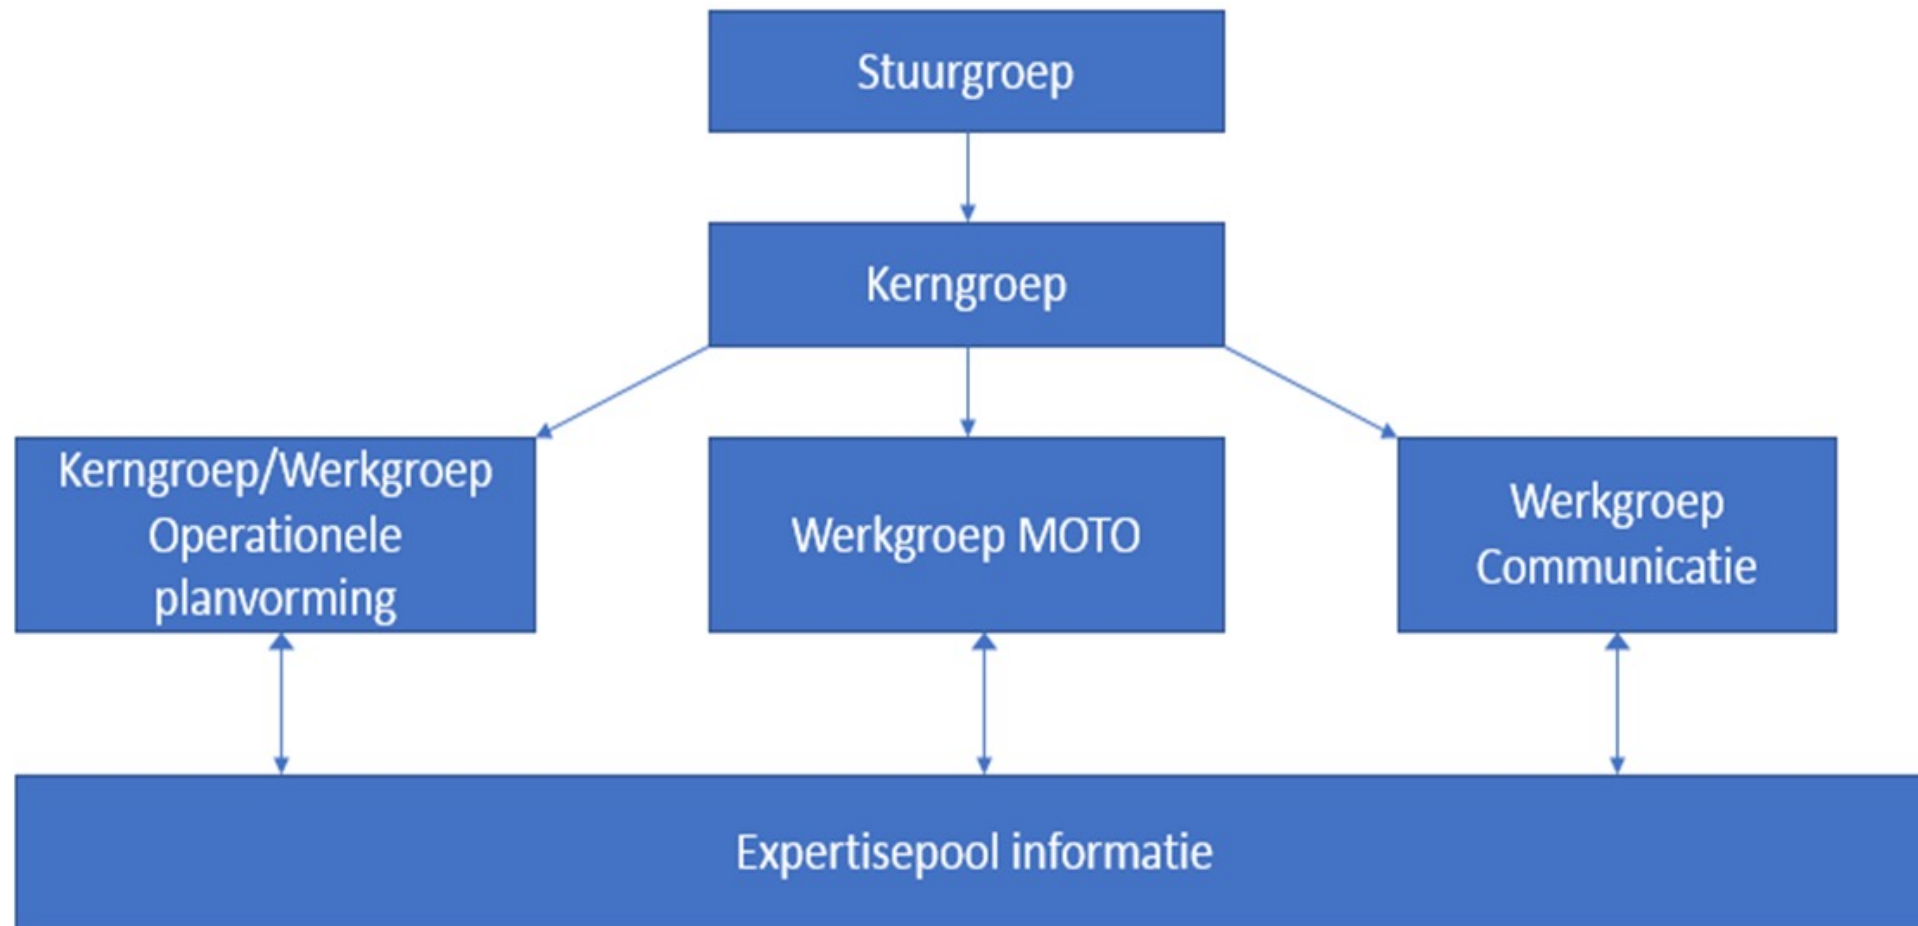 Stuurgroep
Kerngroep
Kerngroep/Werkgroep
Operationele
planvorming
Werkgroep MOTO
Werkgroep
Communicatie
Expertisepool informatie